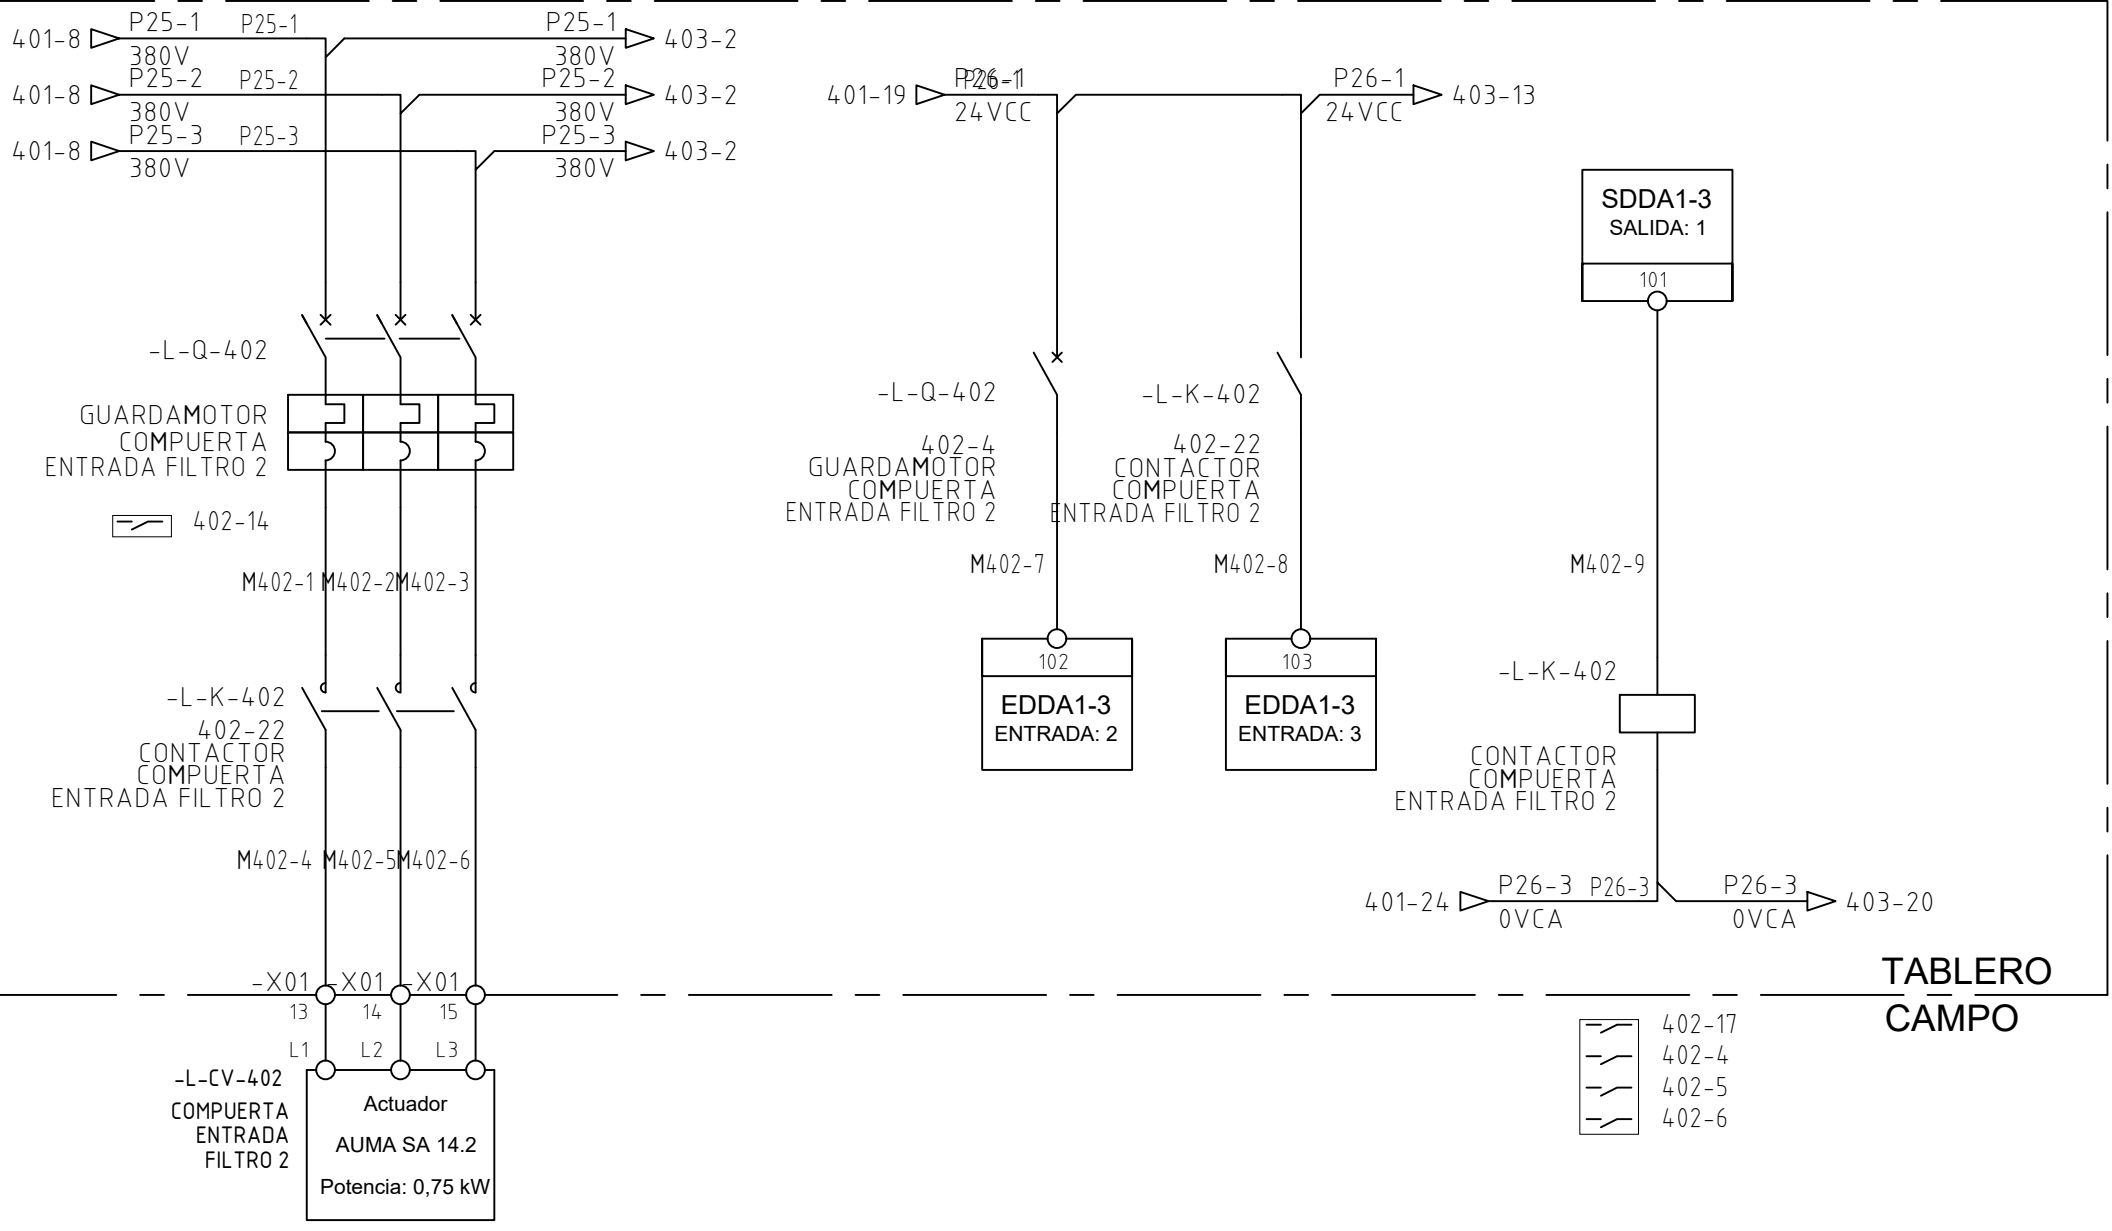 401-8
P25-1
P25-1
380V
P25-1
380V
403-2
401-8
P25-2
P25-2
380V
P25-2
380V
403-2
401-8
P25-3
P25-3
380V
P25-3
380V
403-2
401-19
P26-1
P26-1
24VCC
P26-1
24VCC
403-13
SDDA1-3
SALIDA: 1
101
-L-Q-402
GUARDAMOTOR
COMPUERTA
ENTRADA FILTRO 2
402-14
-L-Q-402
402-4
GUARDAMOTOR
COMPUERTA
ENTRADA FILTRO 2
-L-K-402
402-22
CONTACTOR
COMPUERTA
ENTRADA FILTRO 2
M402-7
M402-8
M402-9
M402-1
M402-2
M402-3
102
EDDA1-3
ENTRADA: 2
103
EDDA1-3
ENTRADA: 3
-L-K-402
402-22
CONTACTOR
COMPUERTA
ENTRADA FILTRO 2
-L-K-402
CONTACTOR
COMPUERTA
ENTRADA FILTRO 2
M402-4
M402-5
M402-6
401-24
P26-3
P26-3
0VCA
P26-3
0VCA
403-20
TABLERO
CAMPO
-X01
-X01
-X01
13
14
15
L1
L2
L3
-L-CV-402
COMPUERTA
ENTRADA
FILTRO 2
Actuador
AUMA SA 14.2
Potencia: 0,75 kW
402-17
402-4
402-5
402-6